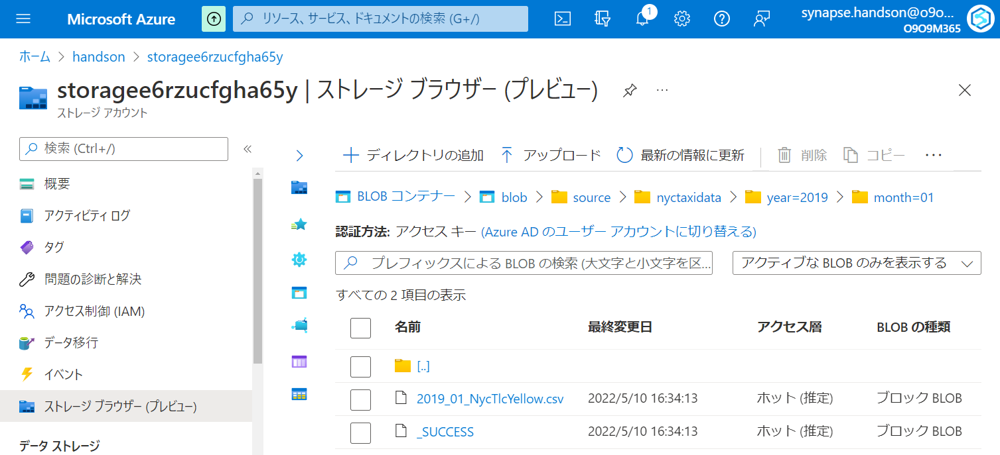 Microsoft Azure
リソース、サービス、ドキュメントの検索 (G+/)
1
synapse.handson@o9o...
O9O9M365
ホーム > handson > storagee6rzucfgha65y
storagee6rzucfgha65y | ストレージ ブラウザー (プレビュー) ...
ストレージ アカウント
検索 (Ctrl+/) «
概要
アクティビティ ログ
タグ
問題の診断と解決
アクセス制御 (IAM)
データ移行
イベント
ストレージ ブラウザー (プレビュー)
データ ストレージ
ディレクトリの追加 アップロード 最新の情報に更新 削除 コピー ...
BLOB コンテナー > blob > source > nyctaxidata > year=2019 > month=01
認証方法: アクセス キー (Azure AD のユーザー アカウントに切り替える)
プレフィックスによる BLOB の検索 (大文字と小文字を区... アクティブな BLOB のみを表示する
すべての 2 項目の表示
名前 最終変更日 アクセス層 BLOB の種類
[..]
2019_01_NycTlcYellow.csv 2022/5/10 16:34:13 ホット (推定) ブロック BLOB
_SUCCESS 2022/5/10 16:34:13 ホット (推定) ブロック BLOB